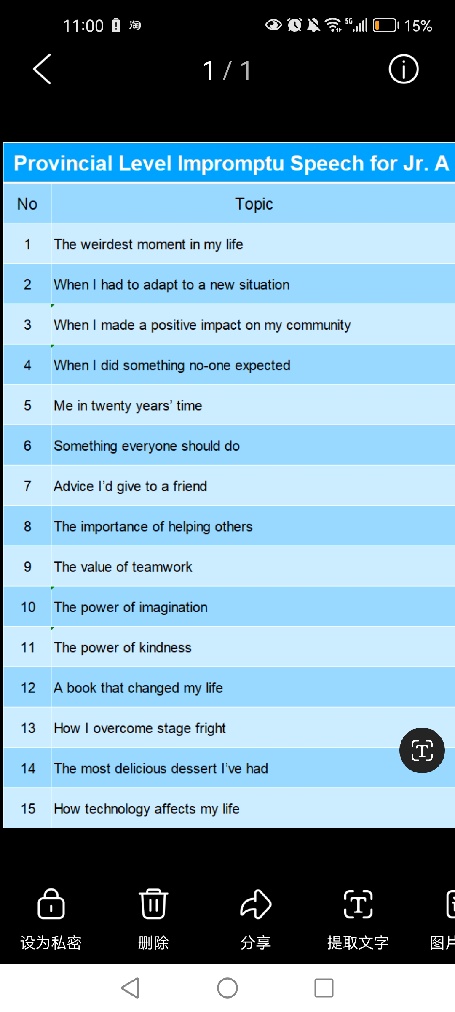 11:00 淘 5G 15%
1 / 1
Provincial Level Impromptu Speech for Jr. A
No Topic
1 The weirdest moment in my life
2 When I had to adapt to a new situation
3 When I made a positive impact on my community
4 When I did something no-one expected
5 Me in twenty years' time
6 Something everyone should do
7 Advice I'd give to a friend
8 The importance of helping others
9 The value of teamwork
10 The power of imagination
11 The power of kindness
12 A book that changed my life
13 How I overcome stage fright
14 The most delicious dessert I've had
15 How technology affects my life
设为私密 删除 分享 提取文字 图片